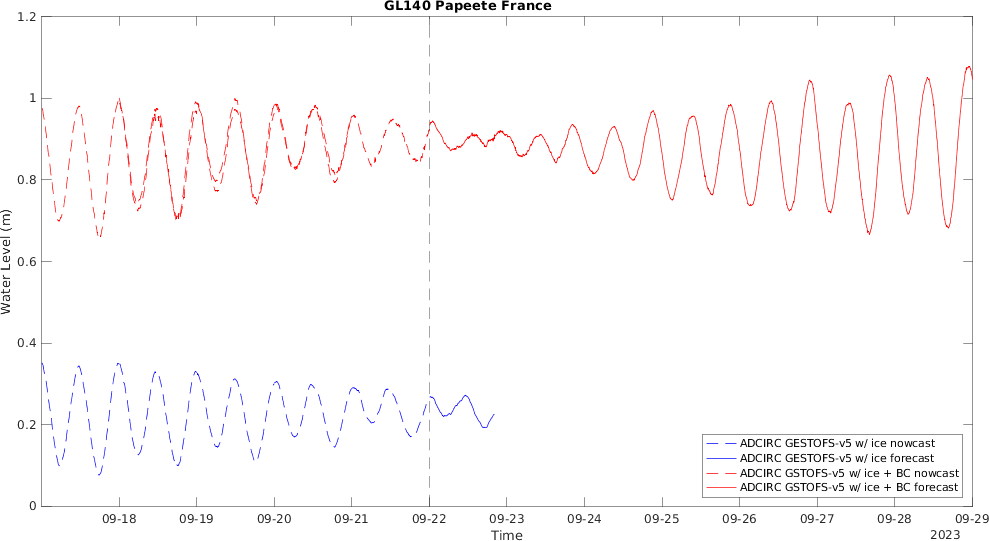 GL140 Papeete France
1.2
1
0.8
0.6
0.4
0.2
0
Water Level (m)
09-18 09-19 09-20 09-21 09-22 09-23 09-24 09-25 09-26 09-27 09-28 09-29
Time
2023
ADCIRC GESTOFS-v5 w/ ice nowcast
ADCIRC GESTOFS-v5 w/ ice forecast
ADCIRC GSTOFS-v5 w/ ice + BC nowcast
ADCIRC GSTOFS-v5 w/ ice + BC forecast